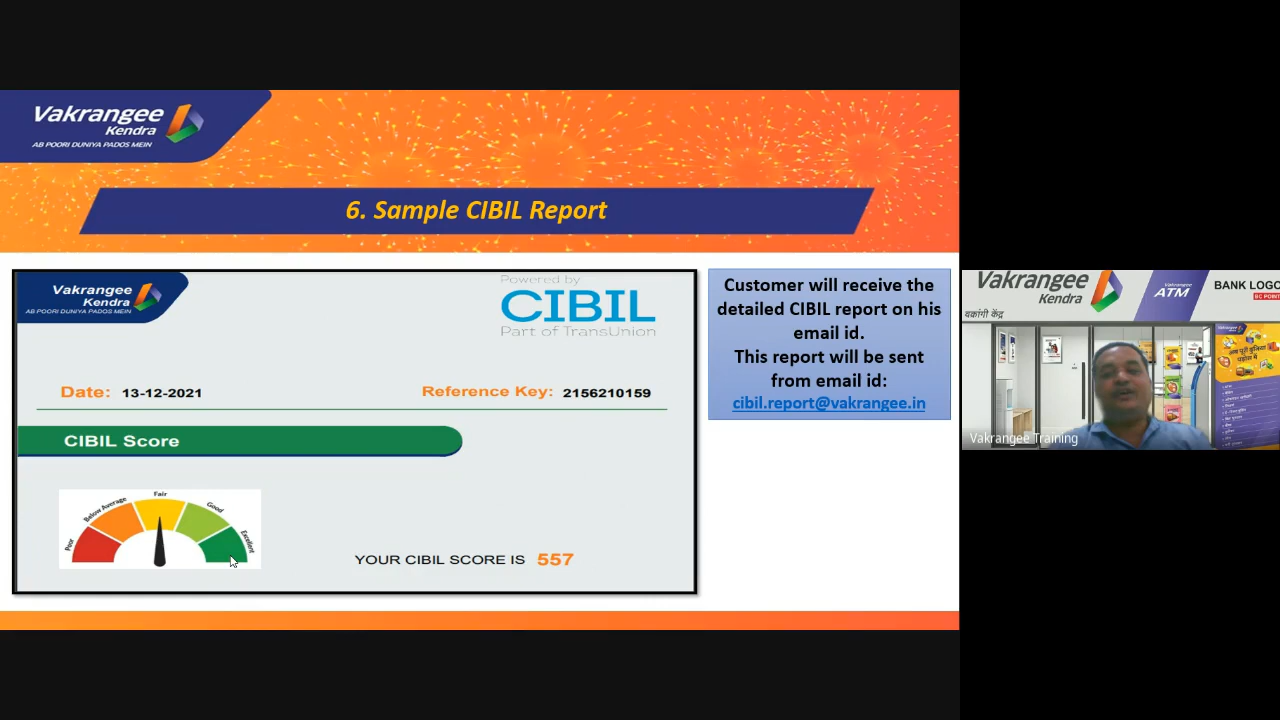 Vakrangee
Kendra
AB POORI DUNIYA PADOS MEIN
6. Sample CIBIL Report
Vakrangee
Kendra
AB POORI DUNIYA PADOS MEIN
Powered by
CIBIL
Part of TransUnion
Date: 13-12-2021
Reference Key: 2156210159
CIBIL Score
Poor
Below Average
Fair
Good
Excellent
YOUR CIBIL SCORE IS 557
Customer will receive the
detailed CIBIL report on his
email id.
This report will be sent
from email id:
cibil.report@vakrangee.in
Vakrangee
Kendra
वकांगी केंद्र
Vakrangee
ATM
BANK LOGO
BC POINT
अब पूरी दुनिया
पड़ोस में
Vakrangee Training